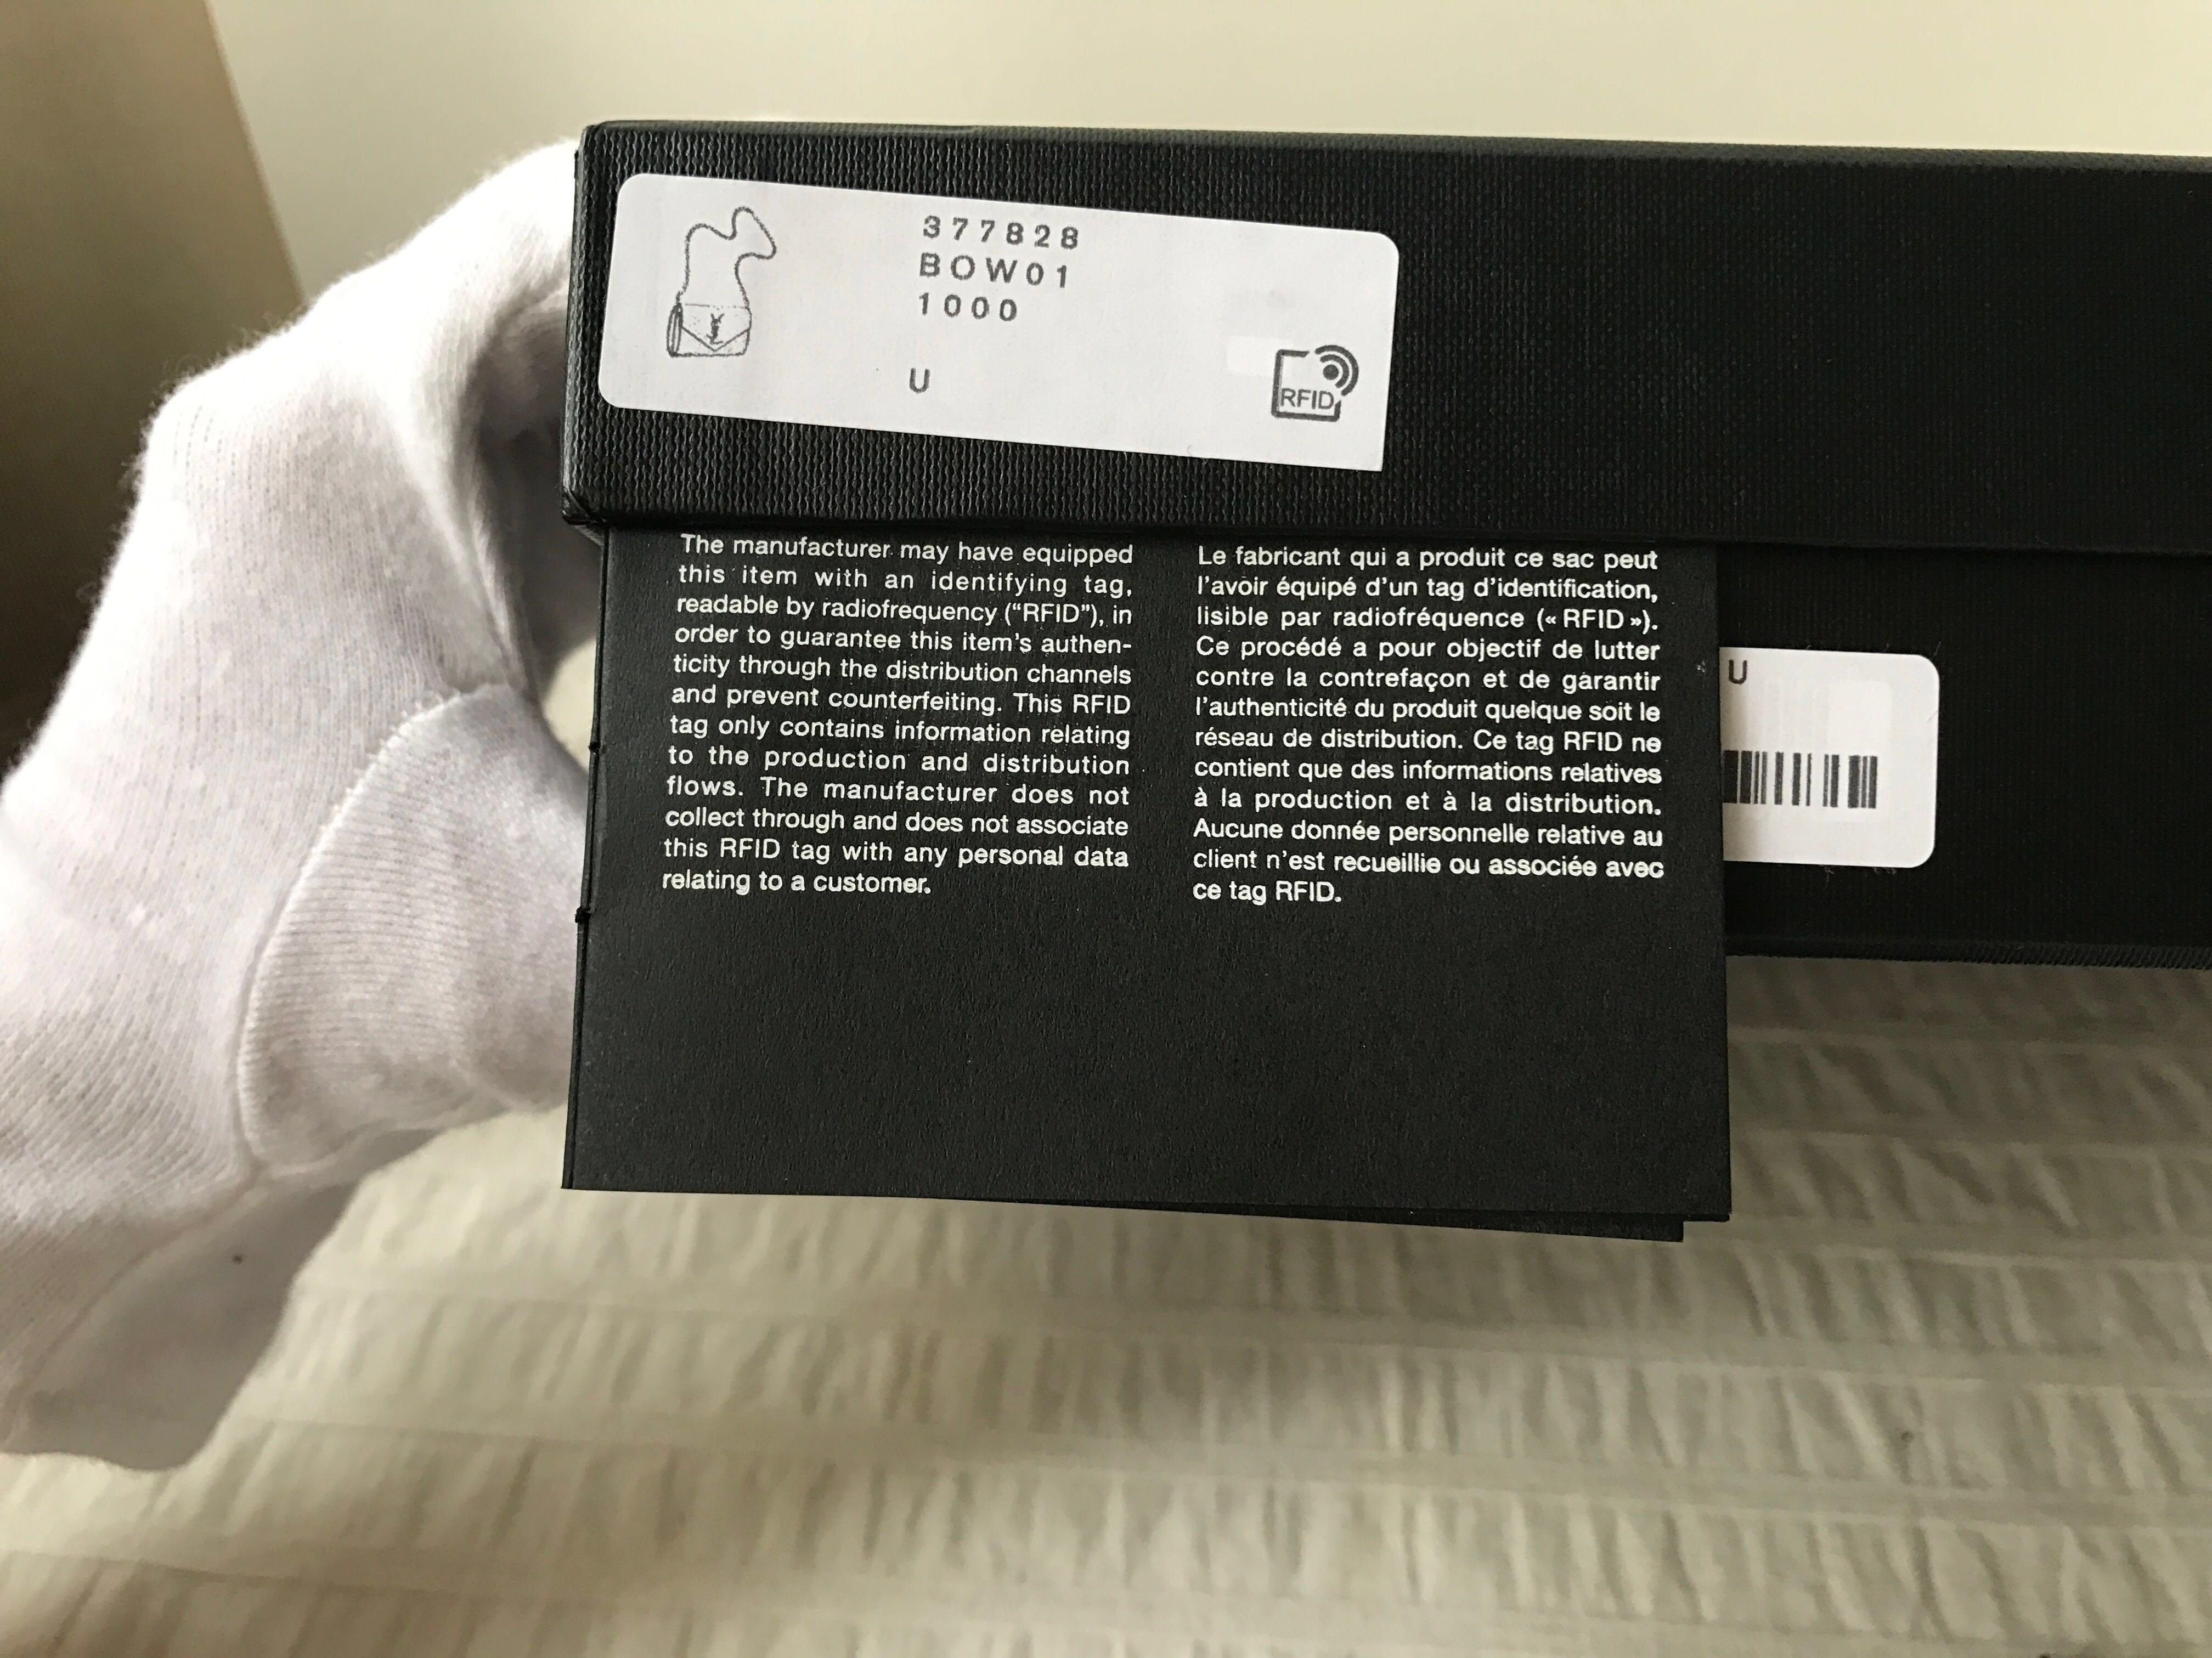 377828
BOW01
1000
U
RFID
The manufacturer may have equipped
this item with an identifying tag,
readable by radiofrequency (“RFID”), in
order to guarantee this item’s authen-
ticity through the distribution channels
and prevent counterfeiting. This RFID
tag only contains information relating
to the production and distribution
flows. The manufacturer does not
collect through and does not associate
this RFID tag with any personal data
relating to a customer.
Le fabricant qui a produit ce sac peut
l’avoir équipé d’un tag d’identification,
lisible par radiofréquence (« RFID »).
Ce procédé a pour objectif de lutter
contre la contrefaçon et de garantir
l’authenticité du produit quelque soit le
réseau de distribution. Ce tag RFID ne
contient que des informations relatives
à la production et à la distribution.
Aucune donnée personnelle relative au
client n’est recueillie ou associée avec
ce tag RFID.
U